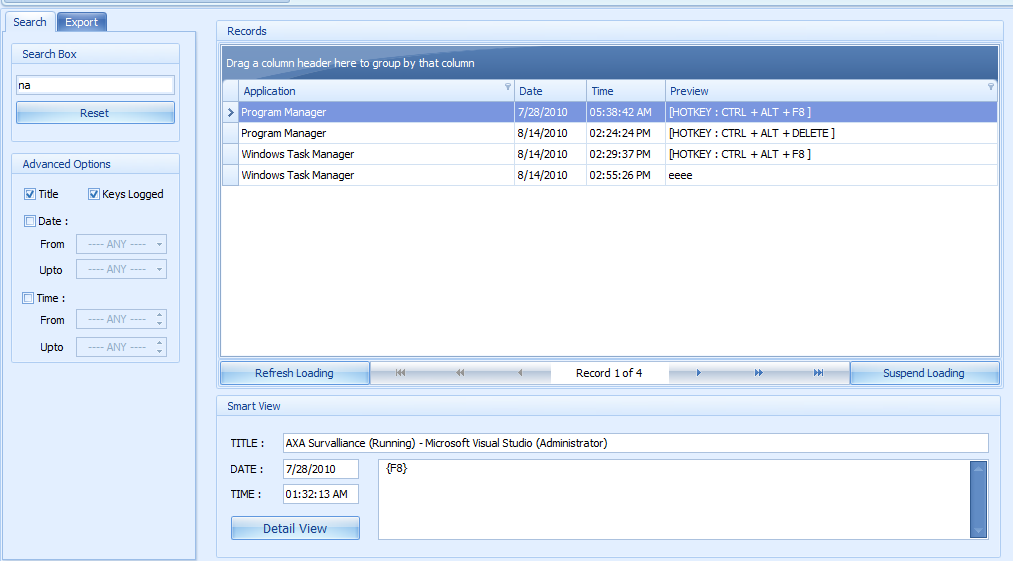 Search Export
Search Box
na
Reset
Advanced Options
Title Keys Logged
Date :
From ---- ANY ----
Upto ---- ANY ----
Time :
From ---- ANY ----
Upto ---- ANY ----
Records
Drag a column header here to group by that column
Application Date Time Preview
Program Manager 7/28/2010 05:38:42 AM [HOTKEY : CTRL + ALT + F8 ]
Program Manager 8/14/2010 02:24:24 PM [HOTKEY : CTRL + ALT + DELETE ]
Windows Task Manager 8/14/2010 02:29:37 PM [HOTKEY : CTRL + ALT + F8 ]
Windows Task Manager 8/14/2010 02:55:26 PM eeee
Refresh Loading Record 1 of 4 Suspend Loading
Smart View
TITLE : AXA Survalliance (Running) - Microsoft Visual Studio (Administrator)
DATE : 7/28/2010 {F8}
TIME : 01:32:13 AM
Detail View